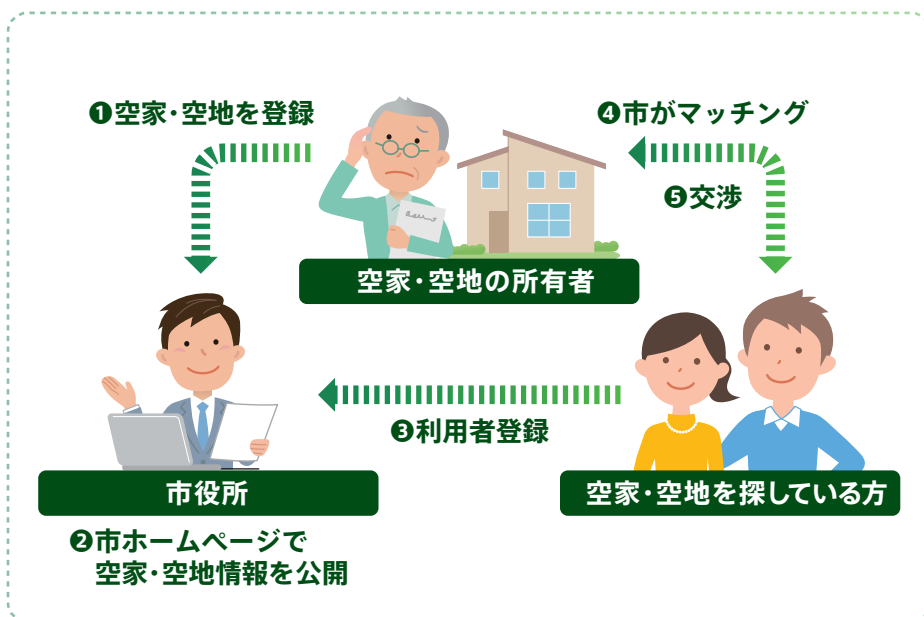 ❶空家・空地を登録
❹市がマッチング
❺交渉
空家・空地の所有者
❸利用者登録
市役所
空家・空地を探している方
❷市ホームページで
空家・空地情報を公開